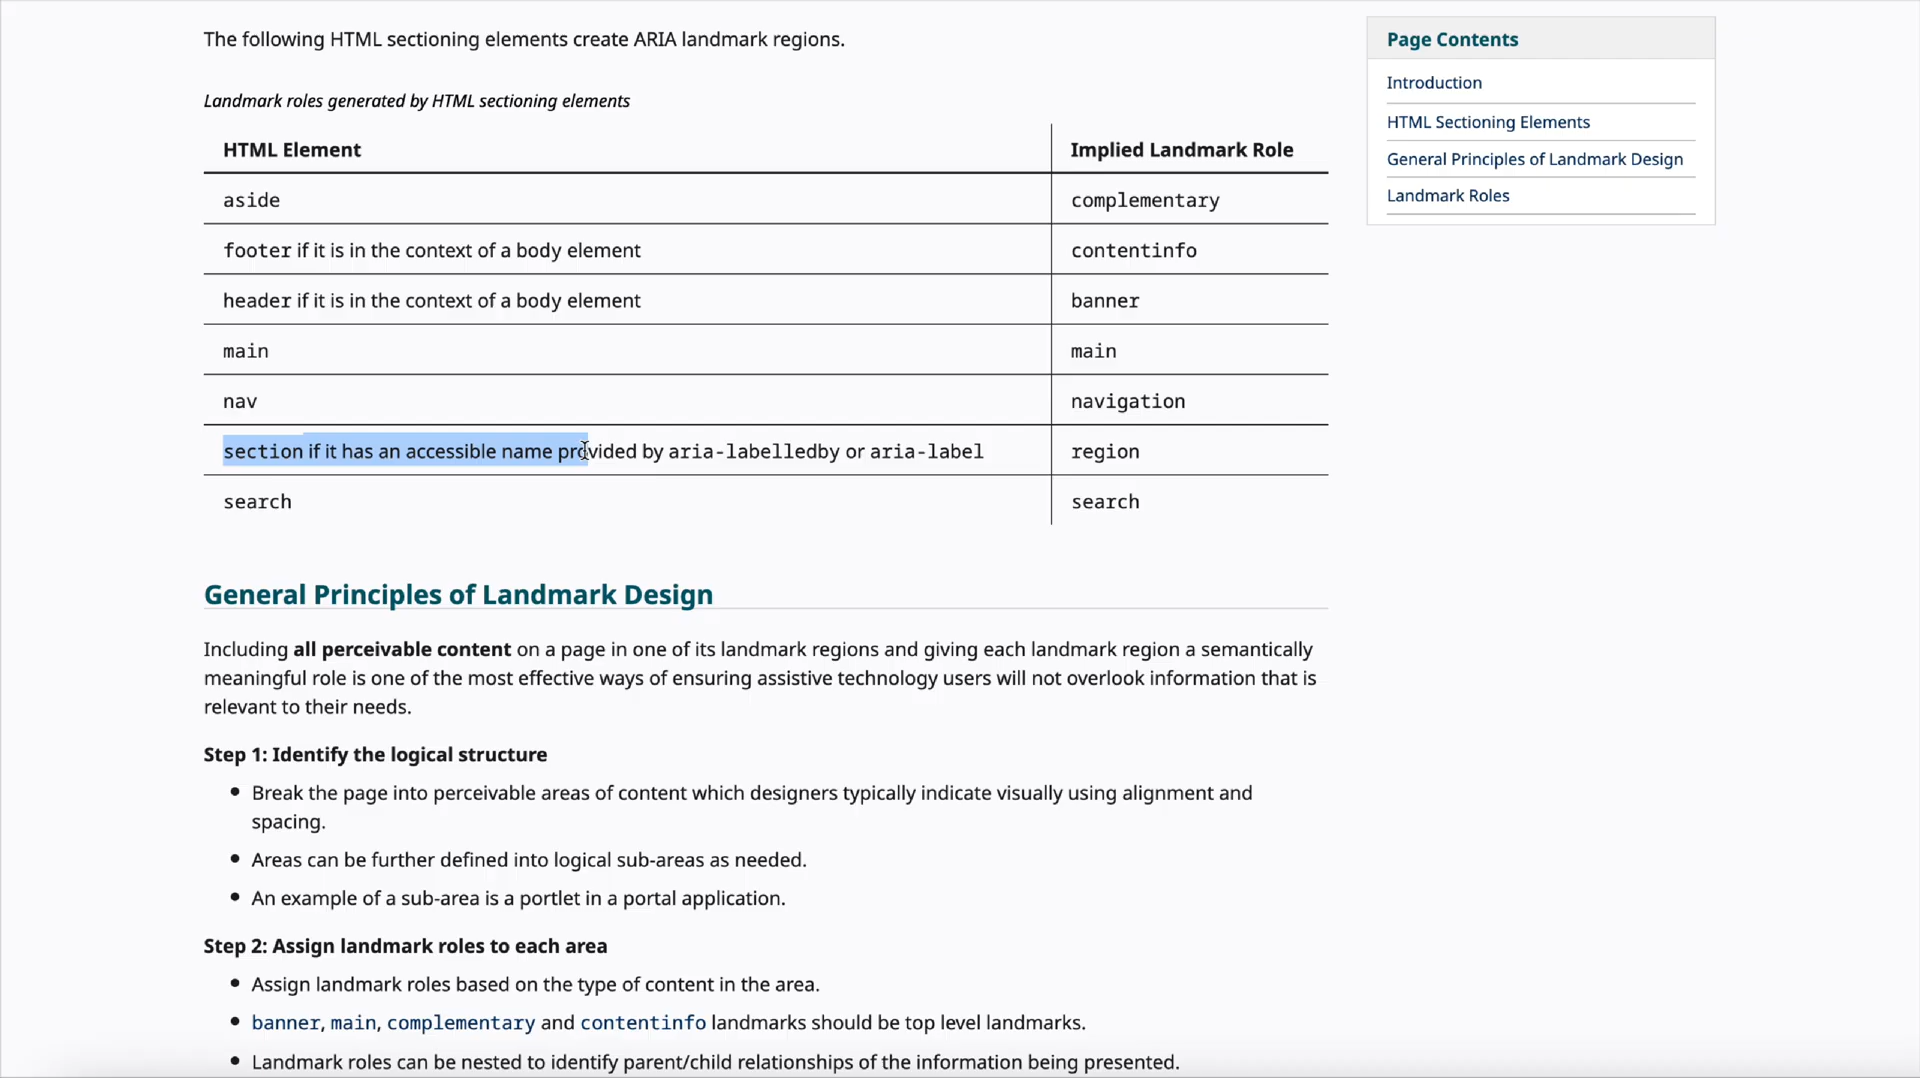 The following HTML sectioning elements create ARIA landmark regions.
Landmark roles generated by HTML sectioning elements
HTML Element Implied Landmark Role
aside complementary
footer if it is in the context of a body element contentinfo
header if it is in the context of a body element banner
main main
nav navigation
section if it has an accessible name provided by aria-labelledby or aria-label region
search search
General Principles of Landmark Design
Including all perceivable content on a page in one of its landmark regions and giving each landmark region a semantically
meaningful role is one of the most effective ways of ensuring assistive technology users will not overlook information that is
relevant to their needs.
Step 1: Identify the logical structure
Break the page into perceivable areas of content which designers typically indicate visually using alignment and
spacing.
Areas can be further defined into logical sub-areas as needed.
An example of a sub-area is a portlet in a portal application.
Step 2: Assign landmark roles to each area
Assign landmark roles based on the type of content in the area.
banner, main, complementary and contentinfo landmarks should be top level landmarks.
Landmark roles can be nested to identify parent/child relationships of the information being presented.
Page Contents
Introduction
HTML Sectioning Elements
General Principles of Landmark Design
Landmark Roles